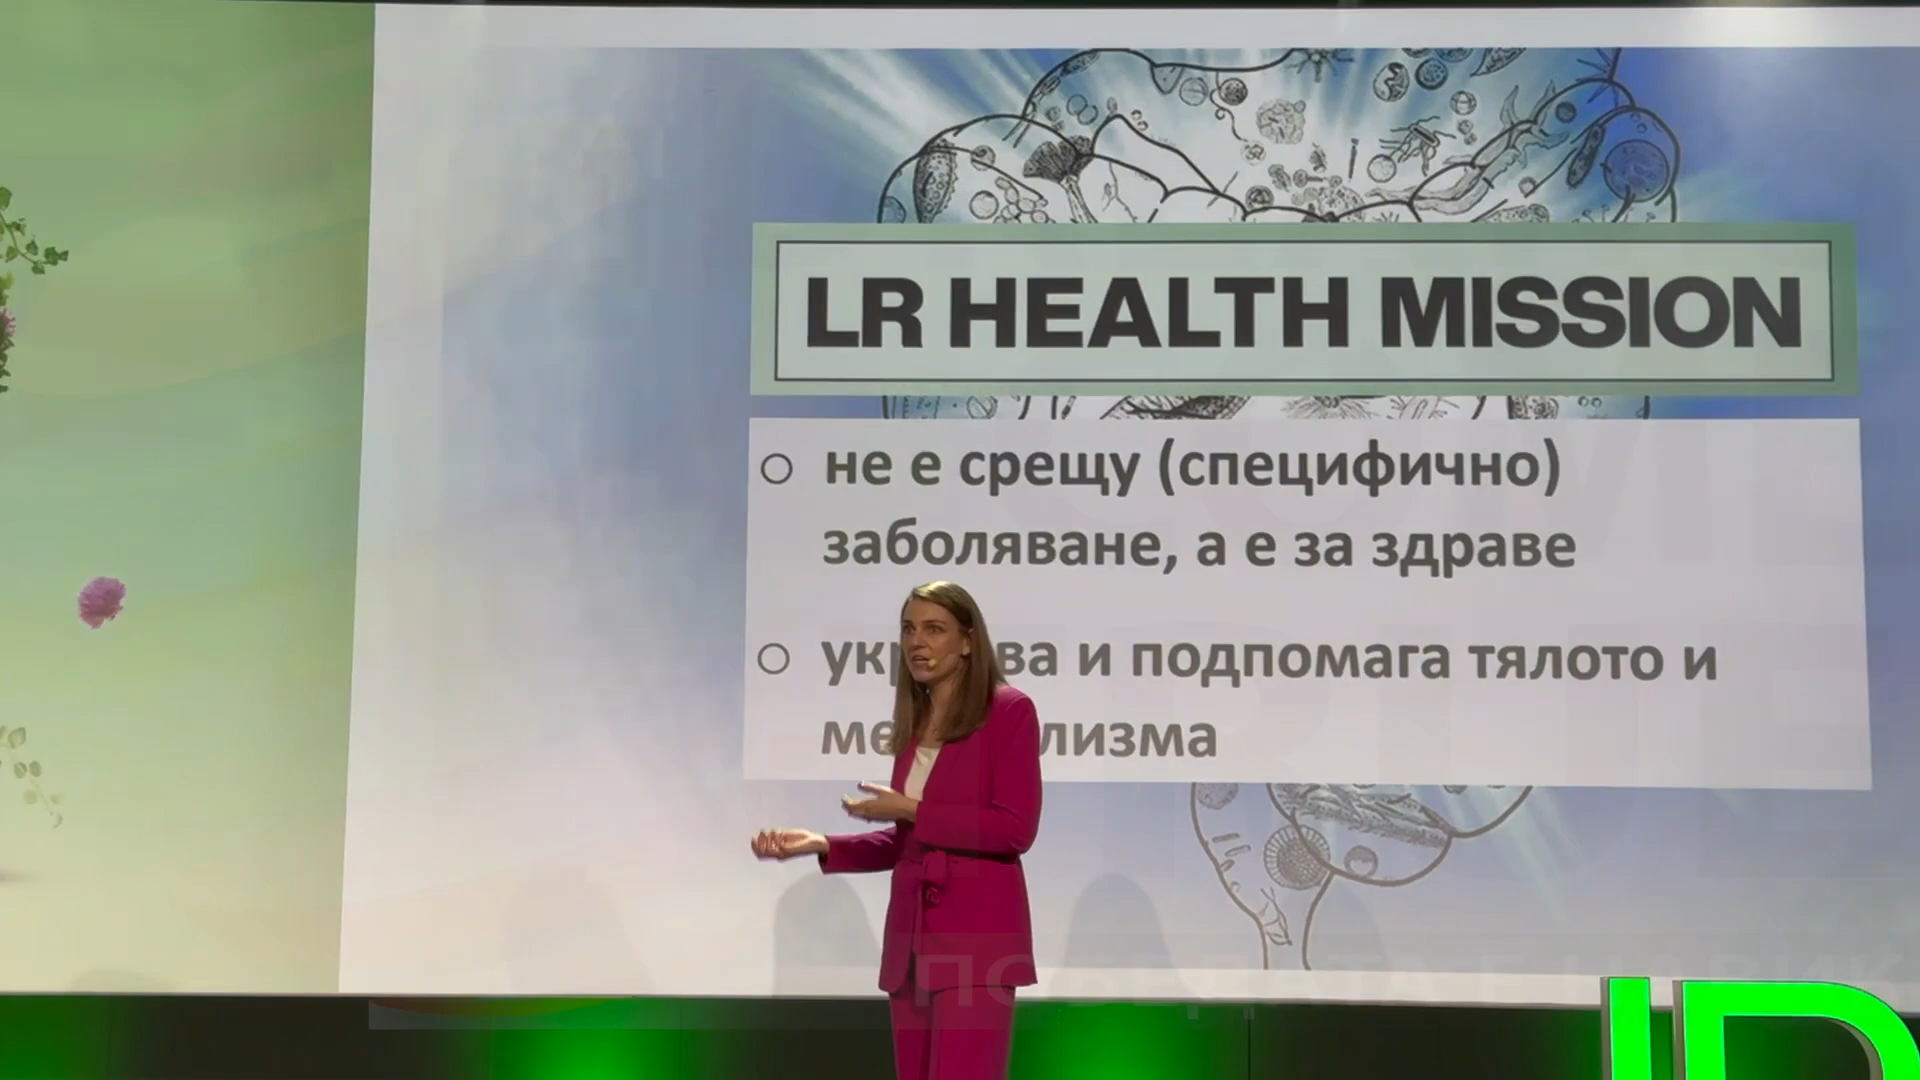 LR HEALTH MISSION
не е срещу (специфично)
заболяване, а е за здраве
и подпомага тялото и